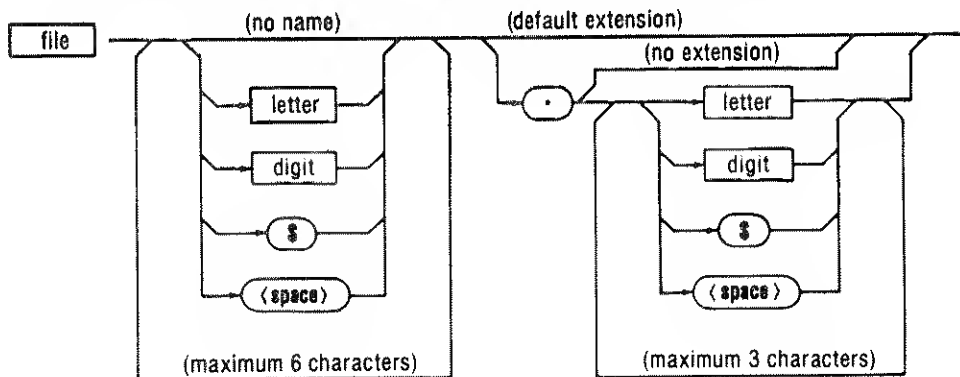 (no name) (default extension)
file
(no extension)
letter . letter
digit digit
$ $
⟨space⟩ ⟨space⟩
(maximum 6 characters) (maximum 3 characters)